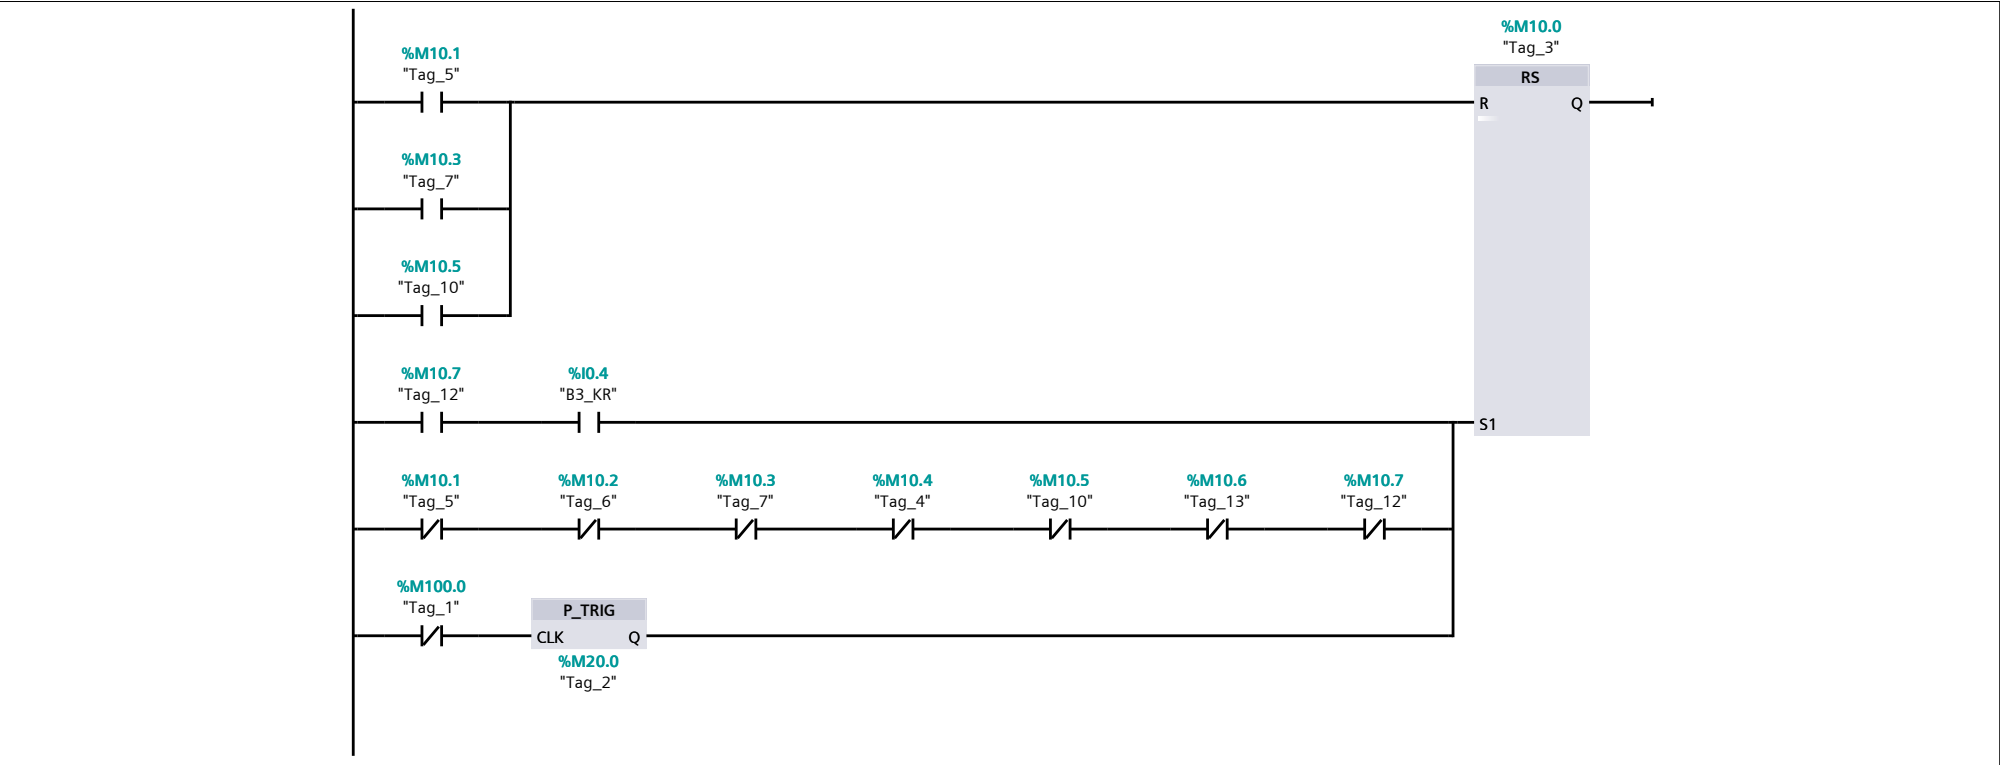 %M10.0
"Tag_3"
%M10.1
"Tag_5"
RS
R Q
%M10.3
"Tag_7"
%M10.5
"Tag_10"
%M10.7 %I0.4
"Tag_12" "B3_KR"
S1
%M10.1 %M10.2 %M10.3 %M10.4 %M10.5 %M10.6 %M10.7
"Tag_5" "Tag_6" "Tag_7" "Tag_4" "Tag_10" "Tag_13" "Tag_12"
%M100.0
"Tag_1" P_TRIG
CLK Q
%M20.0
"Tag_2"